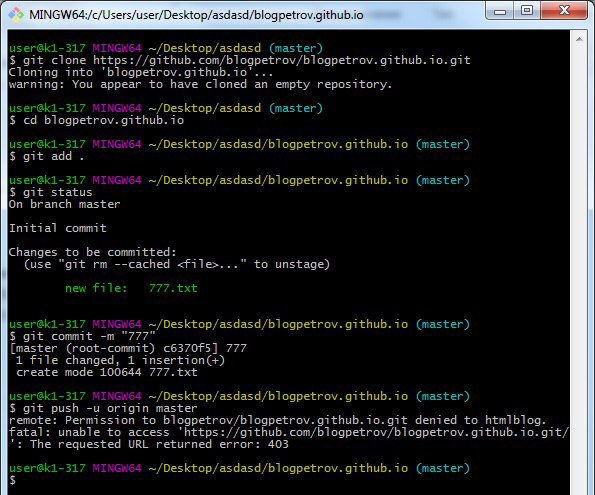 MINGW64:/c/Users/user/Desktop/asdasd/blogpetrov.github.io
user@k1-317 MINGW64 ~/Desktop/asdasd (master)
$ git clone https://github.com/blogpetrov/blogpetrov.github.io.git
Cloning into 'blogpetrov.github.io'...
warning: You appear to have cloned an empty repository.
user@k1-317 MINGW64 ~/Desktop/asdasd (master)
$ cd blogpetrov.github.io
user@k1-317 MINGW64 ~/Desktop/asdasd/blogpetrov.github.io (master)
$ git add .
user@k1-317 MINGW64 ~/Desktop/asdasd/blogpetrov.github.io (master)
$ git status
On branch master
Initial commit
Changes to be committed:
  (use "git rm --cached <file>..." to unstage)
        new file:   777.txt
user@k1-317 MINGW64 ~/Desktop/asdasd/blogpetrov.github.io (master)
$ git commit -m "777"
[master (root-commit) c6370f5] 777
 1 file changed, 1 insertion(+)
 create mode 100644 777.txt
user@k1-317 MINGW64 ~/Desktop/asdasd/blogpetrov.github.io (master)
$ git push -u origin master
remote: Permission to blogpetrov/blogpetrov.github.io.git denied to htmlblog.
fatal: unable to access 'https://github.com/blogpetrov/blogpetrov.github.io.git/
': The requested URL returned error: 403
user@k1-317 MINGW64 ~/Desktop/asdasd/blogpetrov.github.io (master)
$